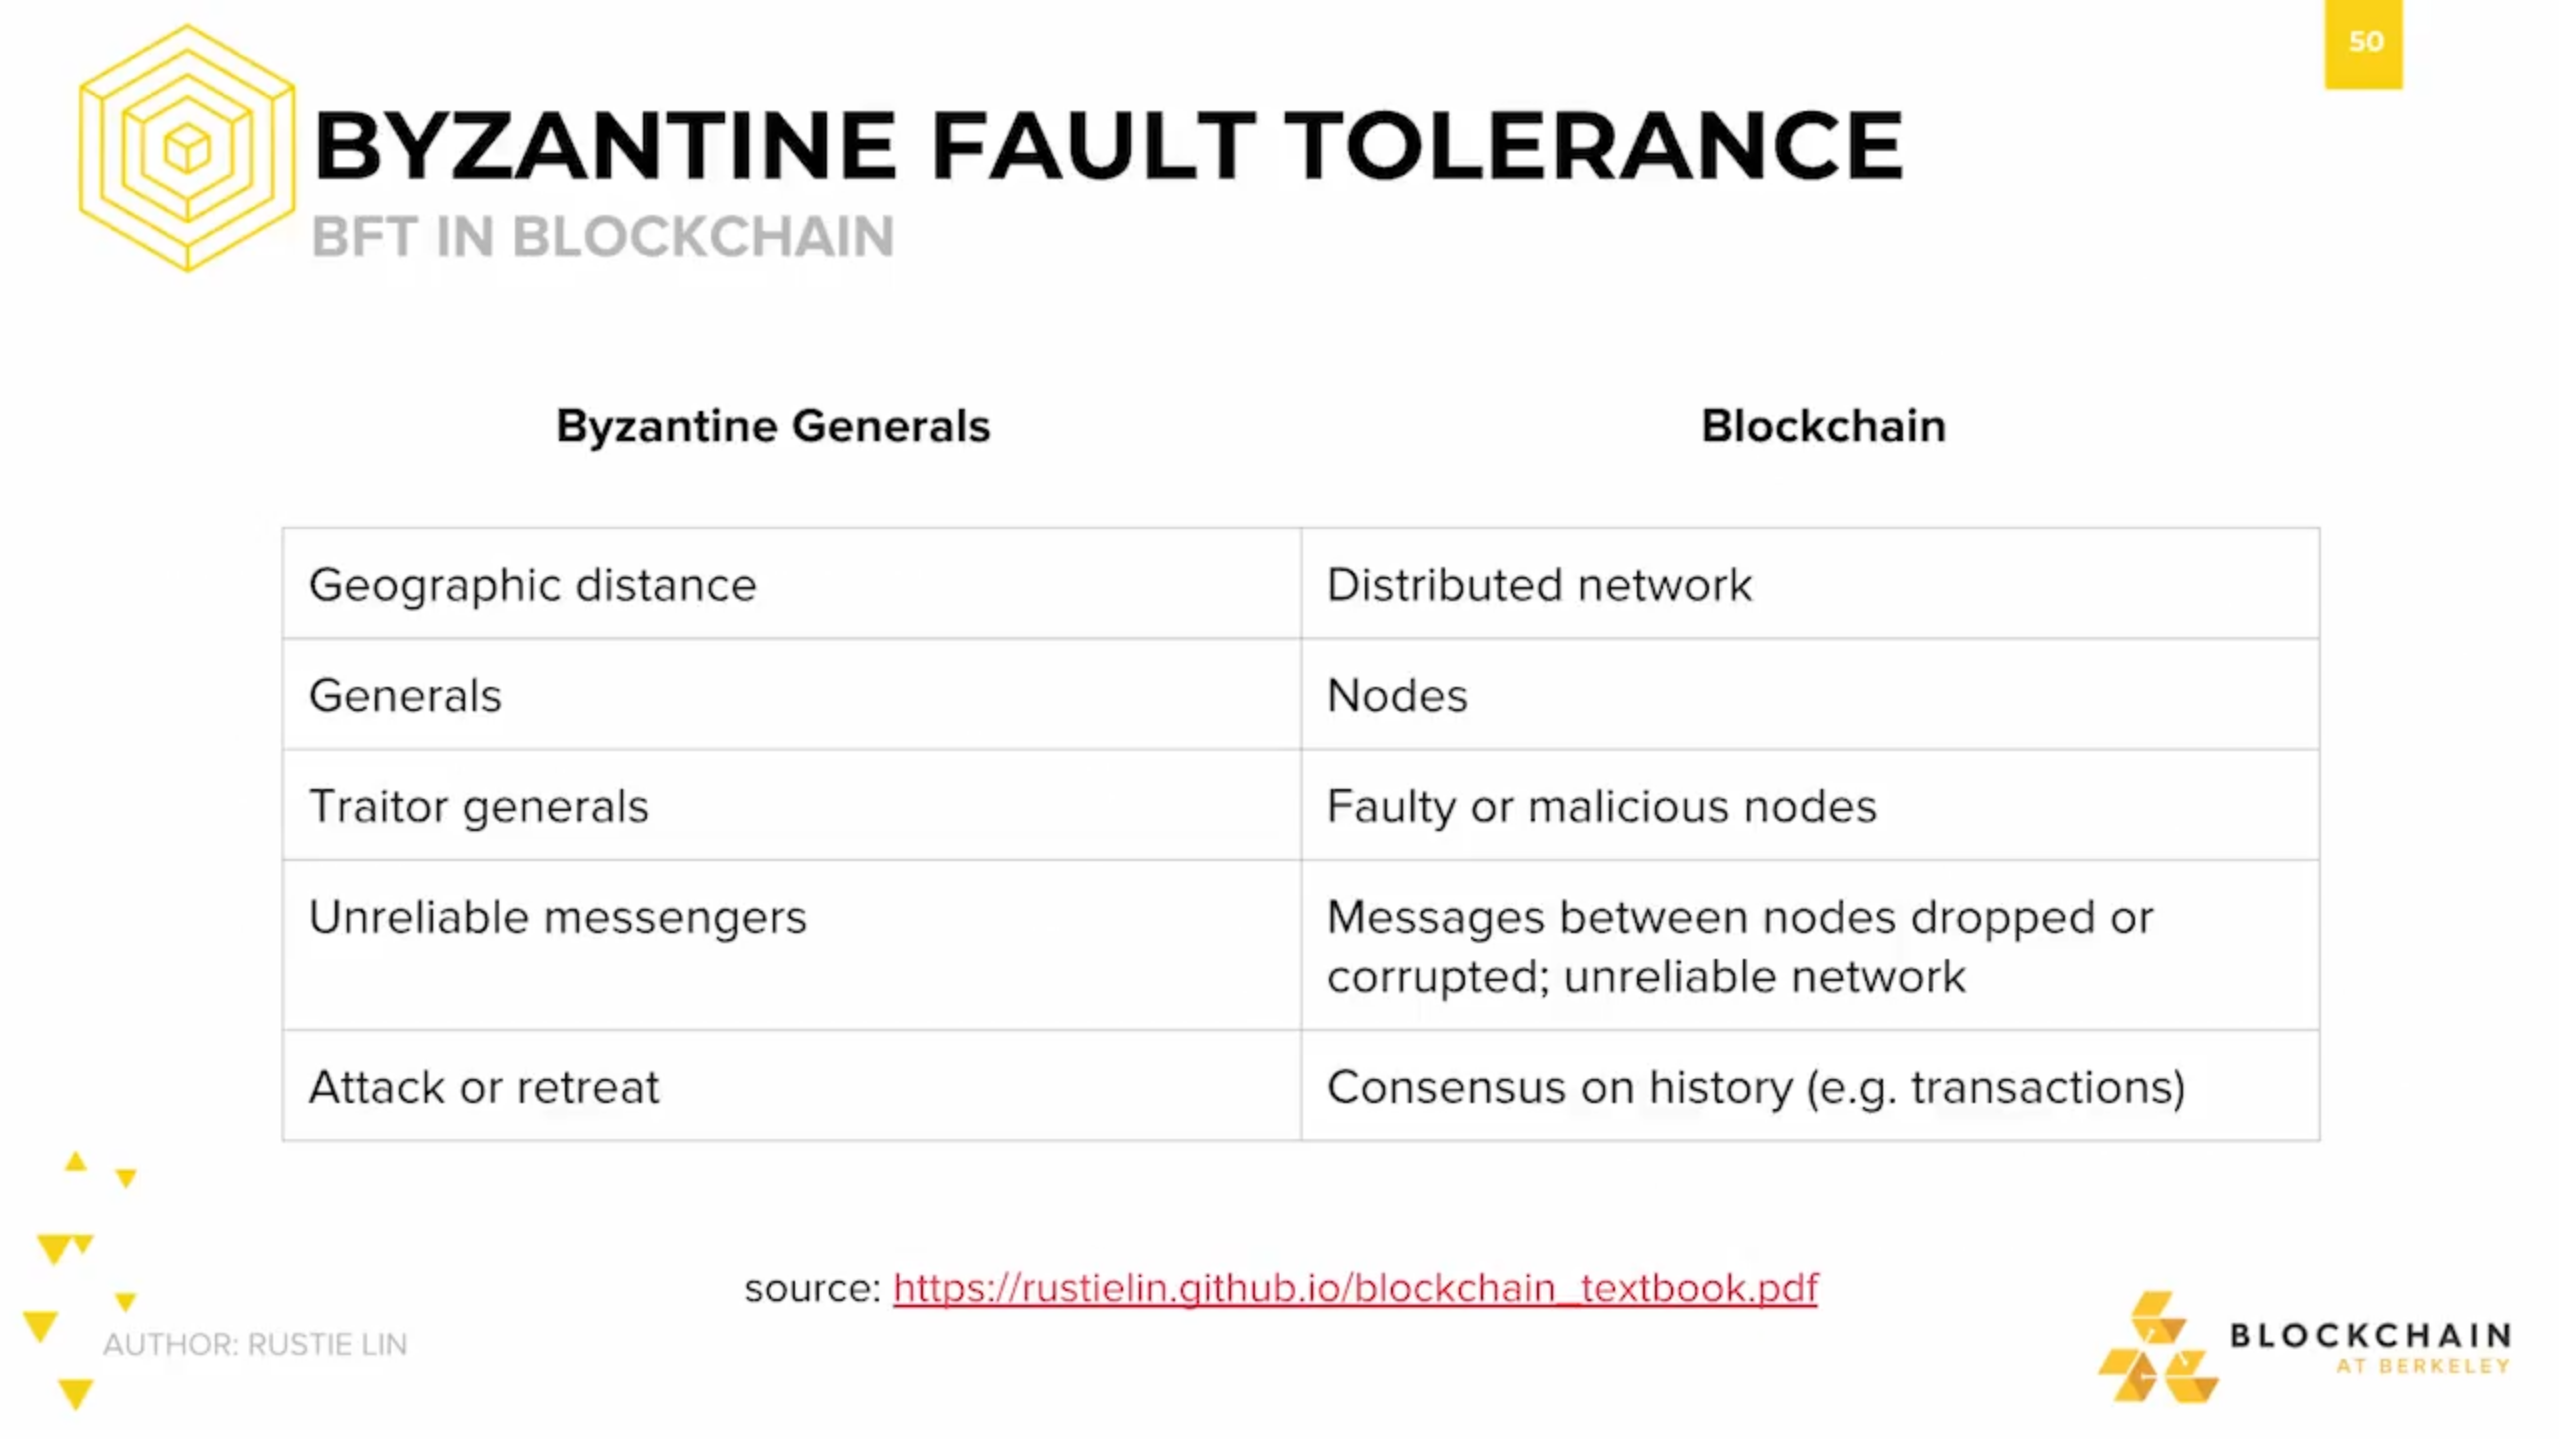 50
BYZANTINE FAULT TOLERANCE
BFT IN BLOCKCHAIN
Byzantine Generals
Blockchain
Geographic distance
Distributed network
Generals
Nodes
Traitor generals
Faulty or malicious nodes
Unreliable messengers
Messages between nodes dropped or
corrupted; unreliable network
Attack or retreat
Consensus on history (e.g. transactions)
source: https://rustielin.github.io/blockchain_textbook.pdf
AUTHOR: RUSTIE LIN
BLOCKCHAIN
AT BERKELEY